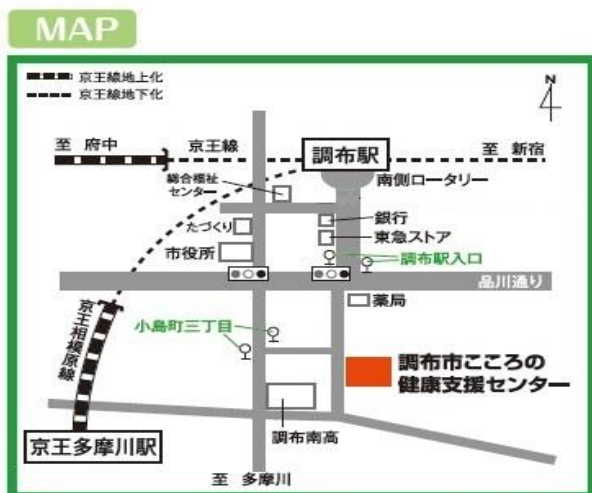 MAP
京王線地上化
京王線地下化
N
至 府中
京王線
調布駅
至 新宿
総合福祉
センター
南側ロータリー
たづくり
銀行
市役所
東急ストア
調布駅入口
品川通り
薬局
京王相模原線
小島町三丁目
調布市こころの
健康支援センター
調布南高
京王多摩川駅
至 多摩川